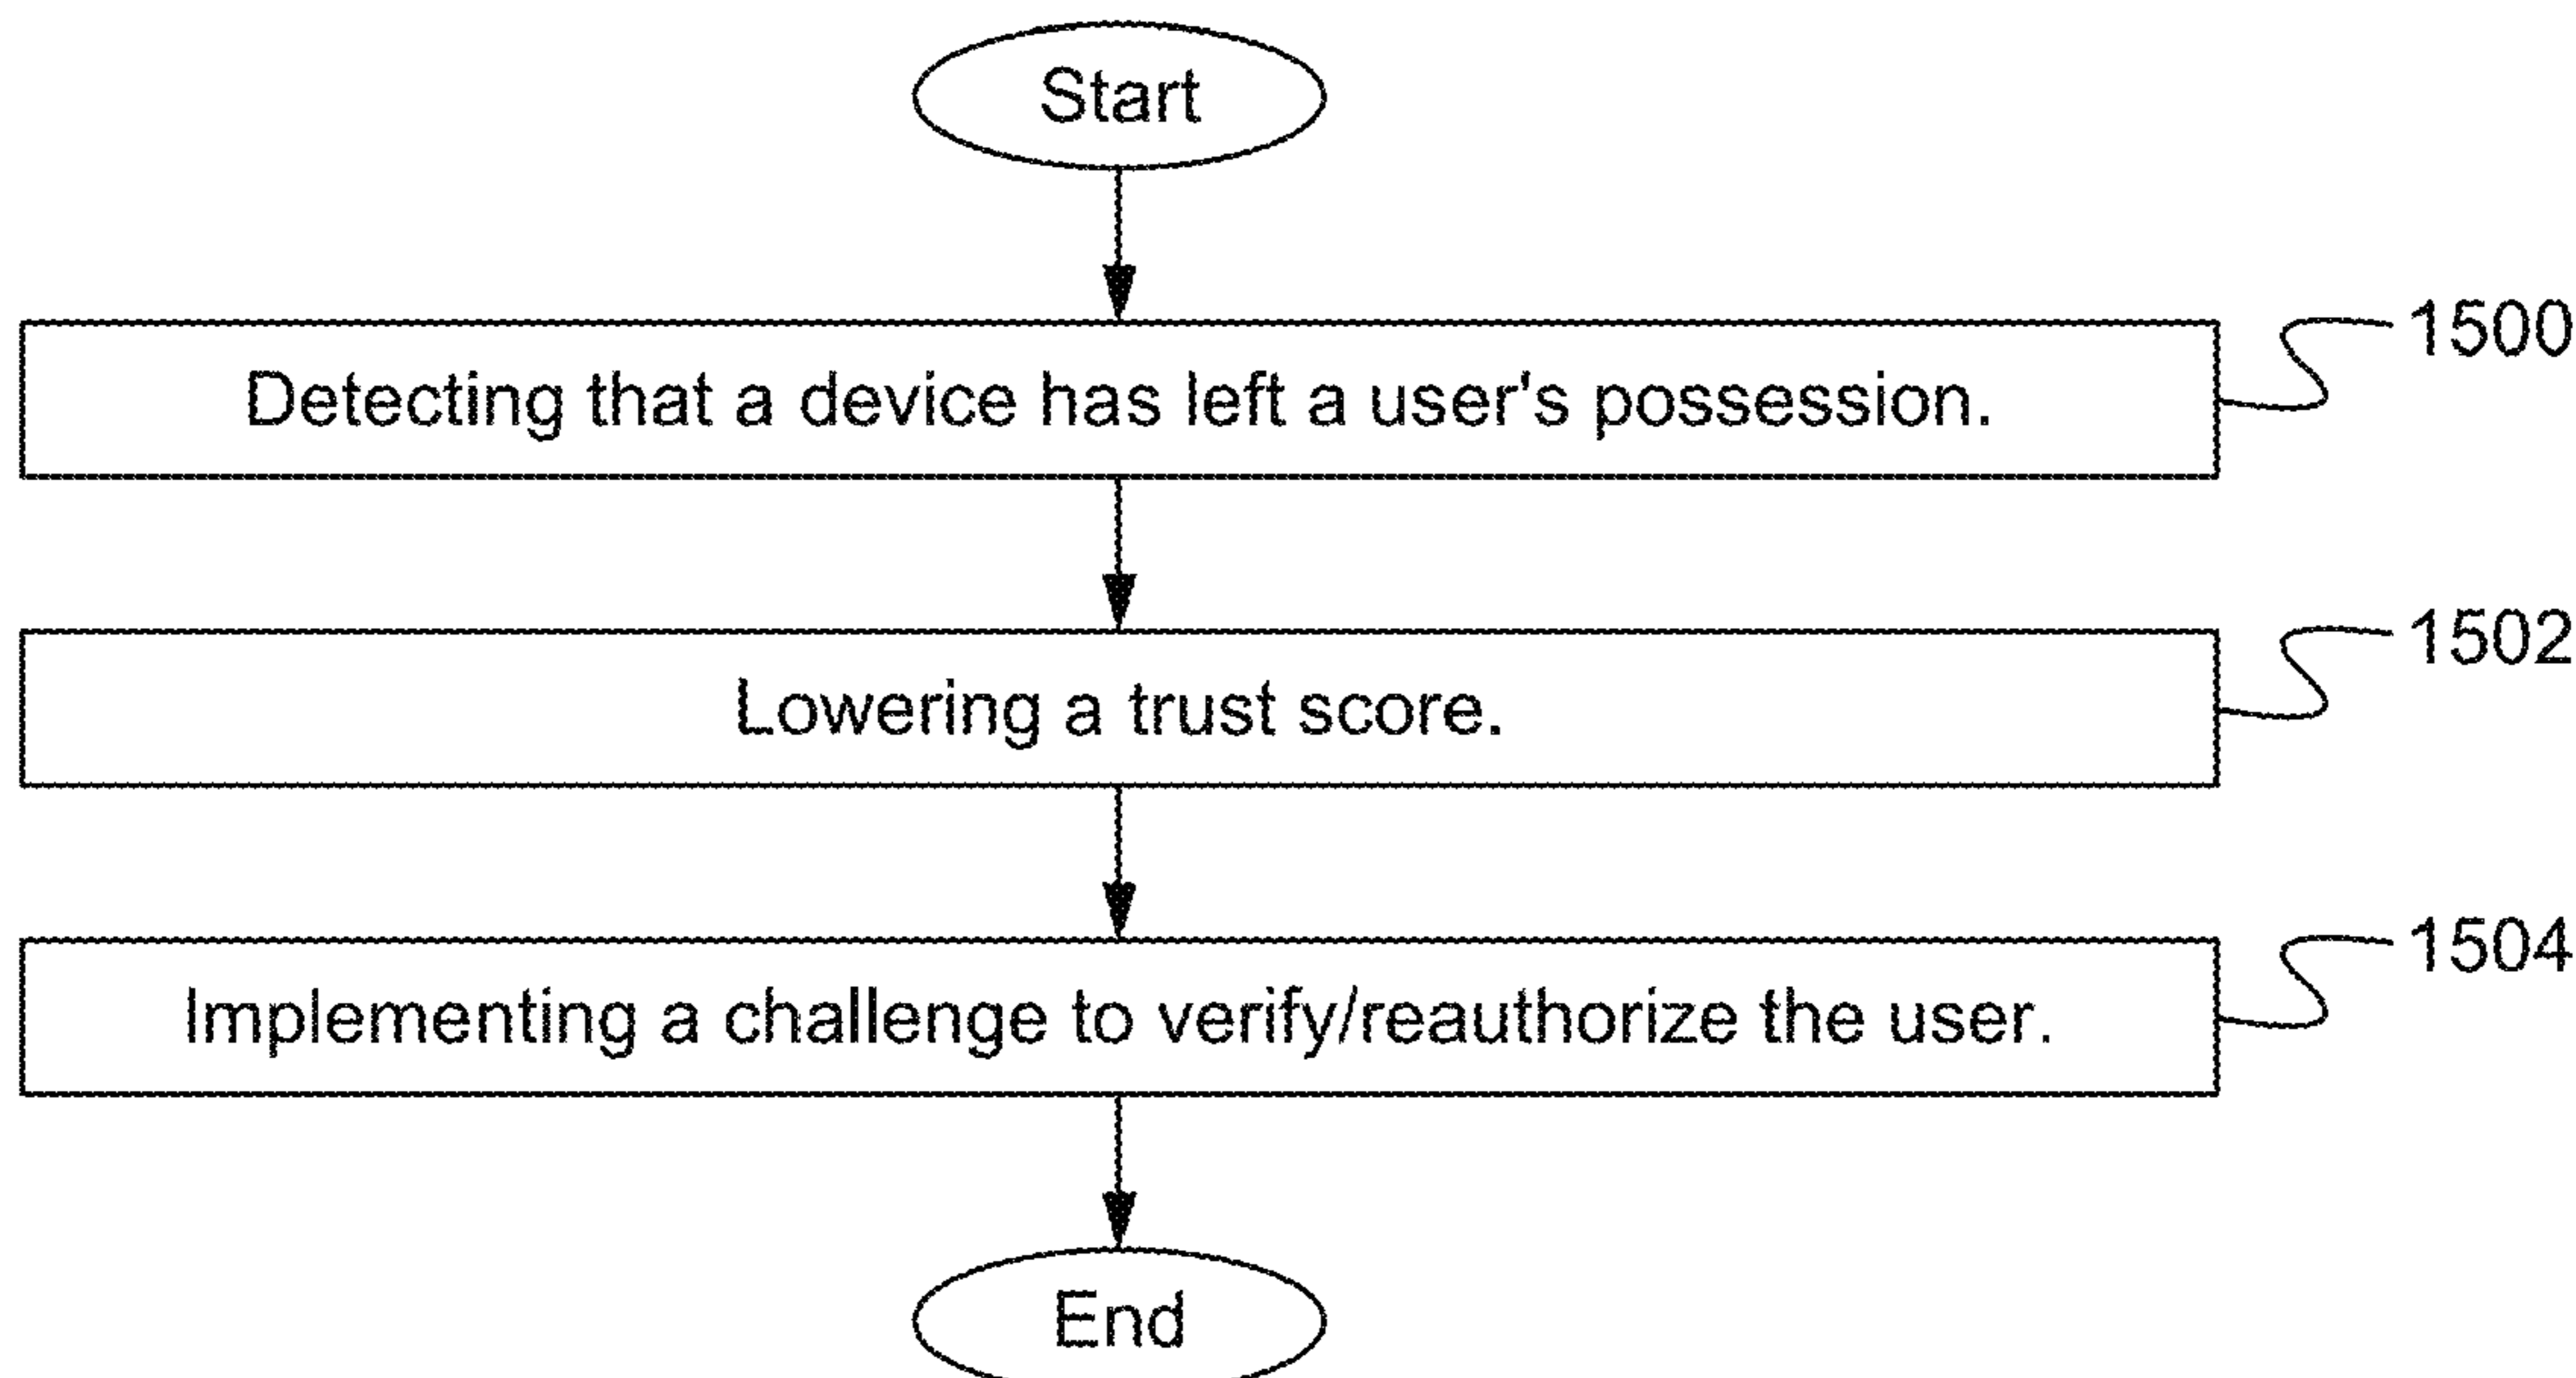 Start
Detecting that a device has left a user's possession.
1500
Lowering a trust score.
1502
Implementing a challenge to verify/reauthorize the user.
1504
End